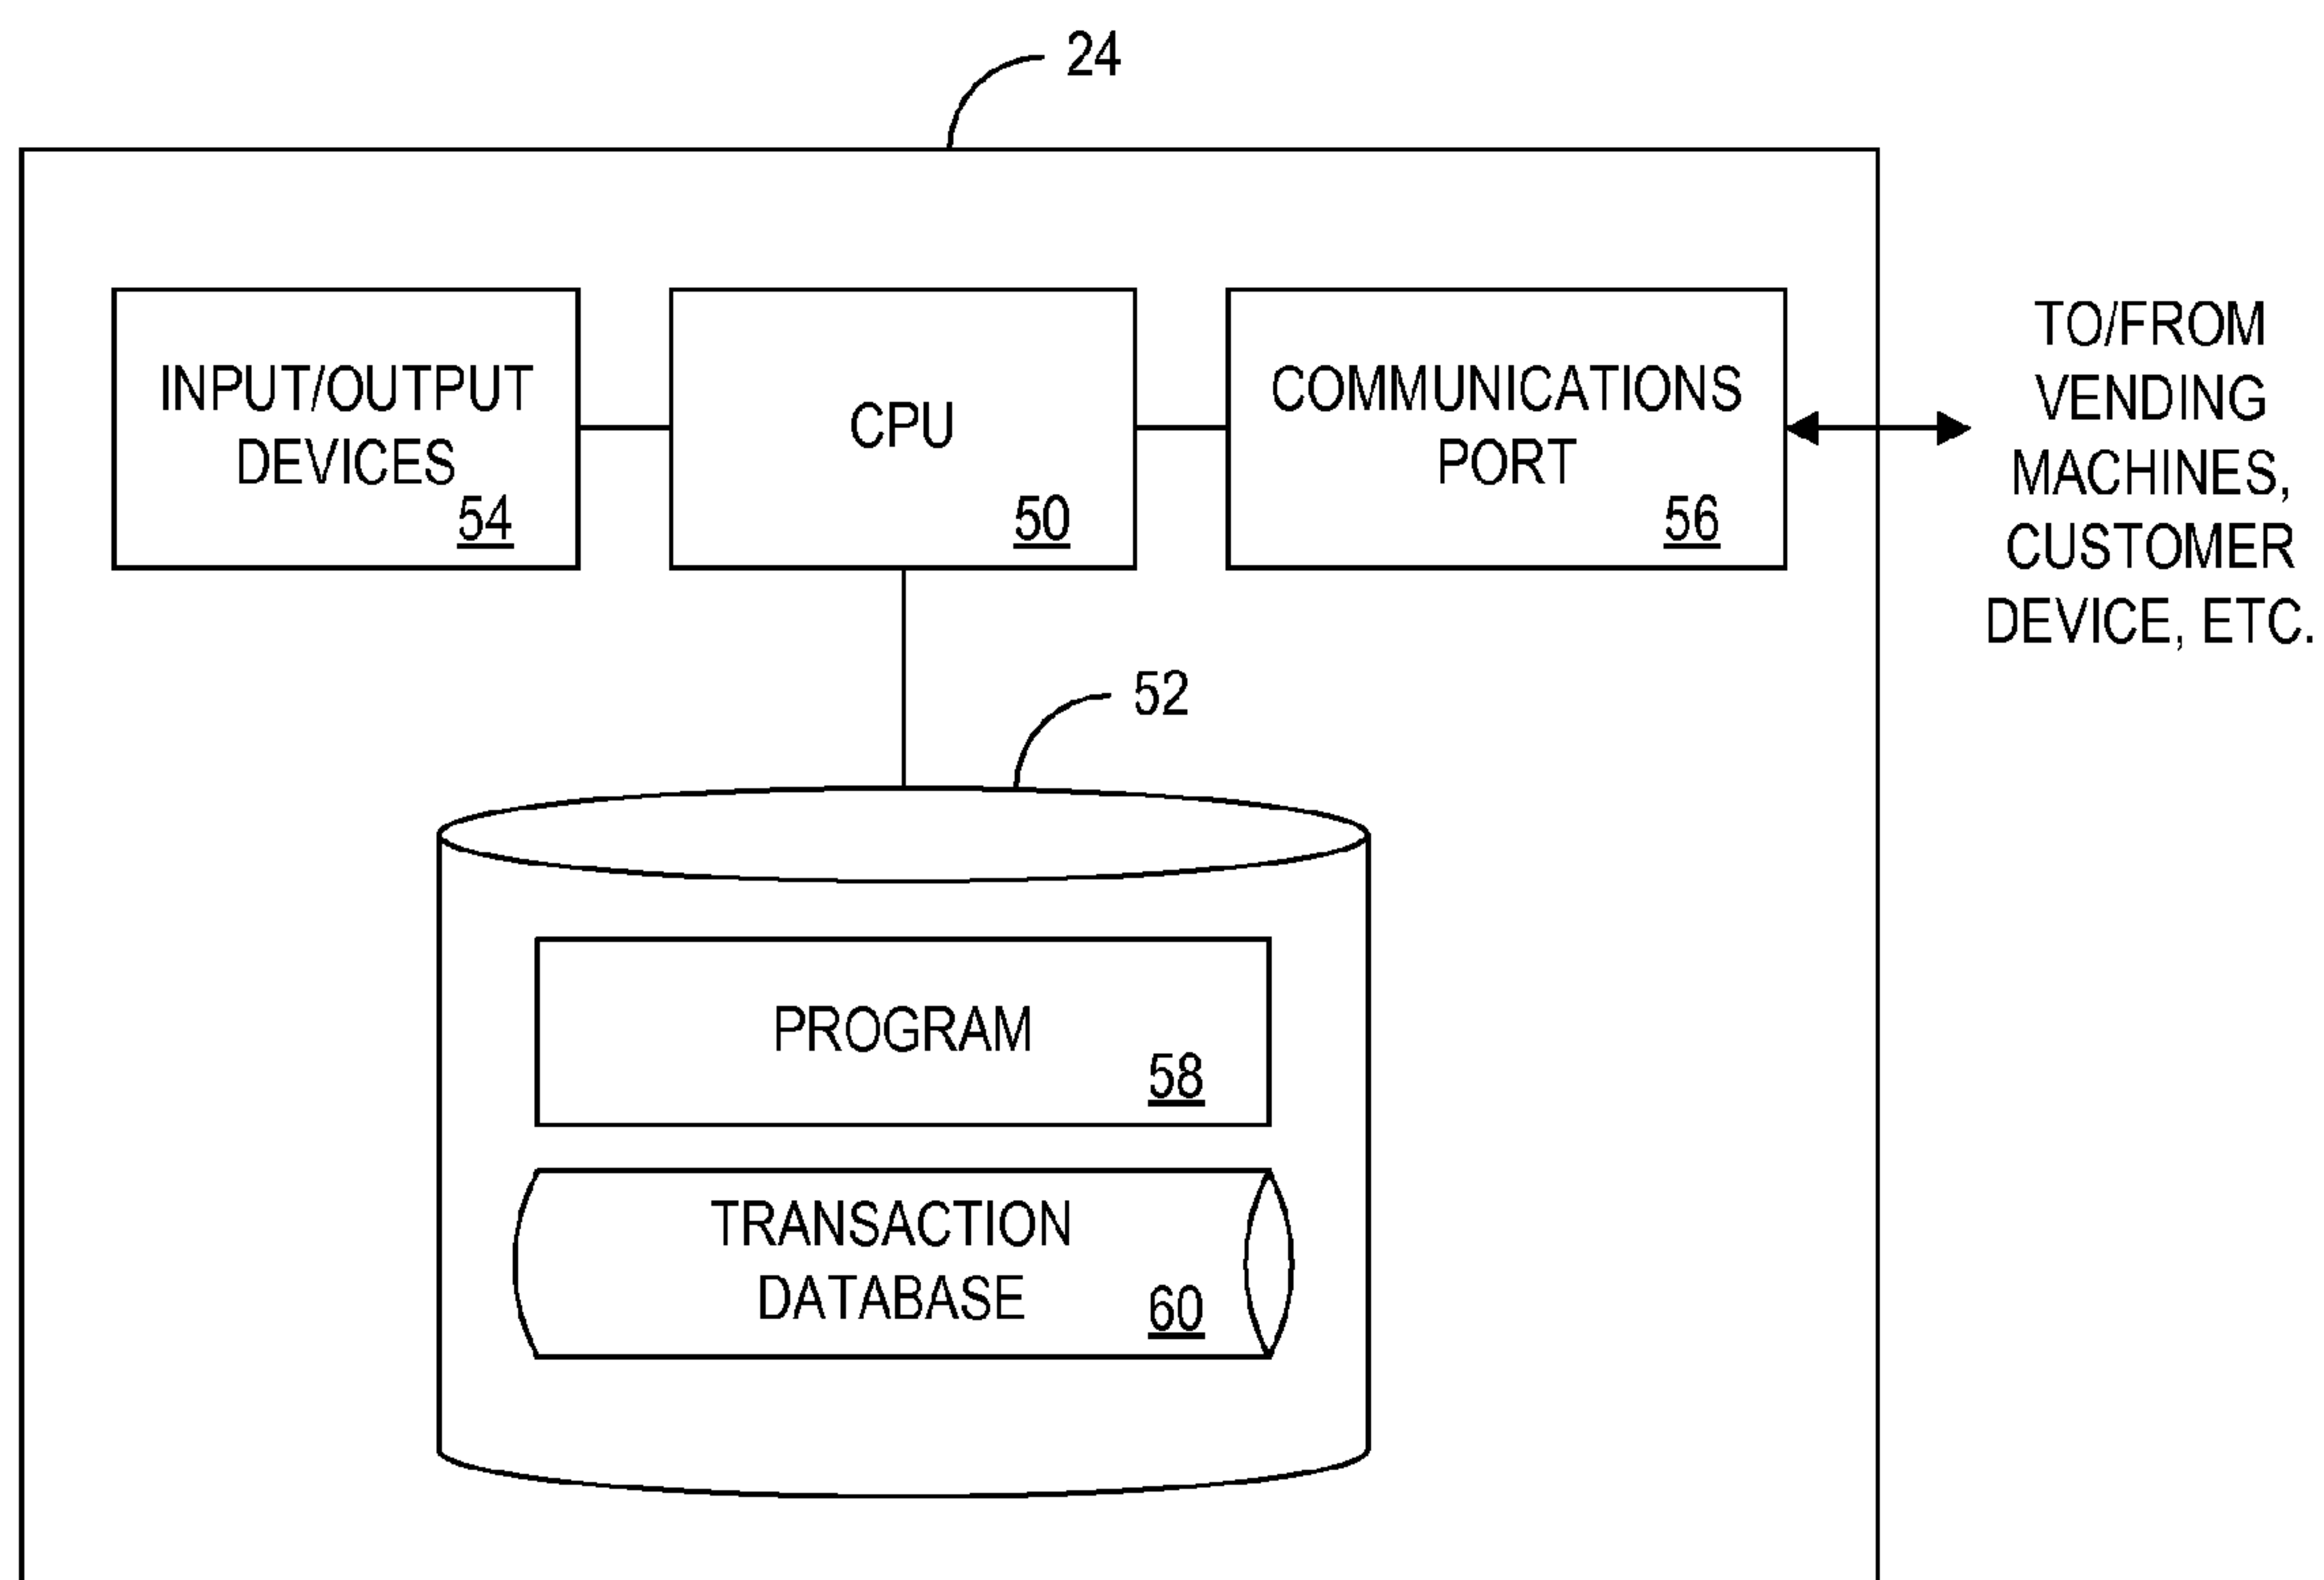 24
INPUT/OUTPUT
DEVICES
54
CPU
50
COMMUNICATIONS
PORT
56
TO/FROM
VENDING
MACHINES,
CUSTOMER
DEVICE, ETC.
52
PROGRAM
58
TRANSACTION
DATABASE
60